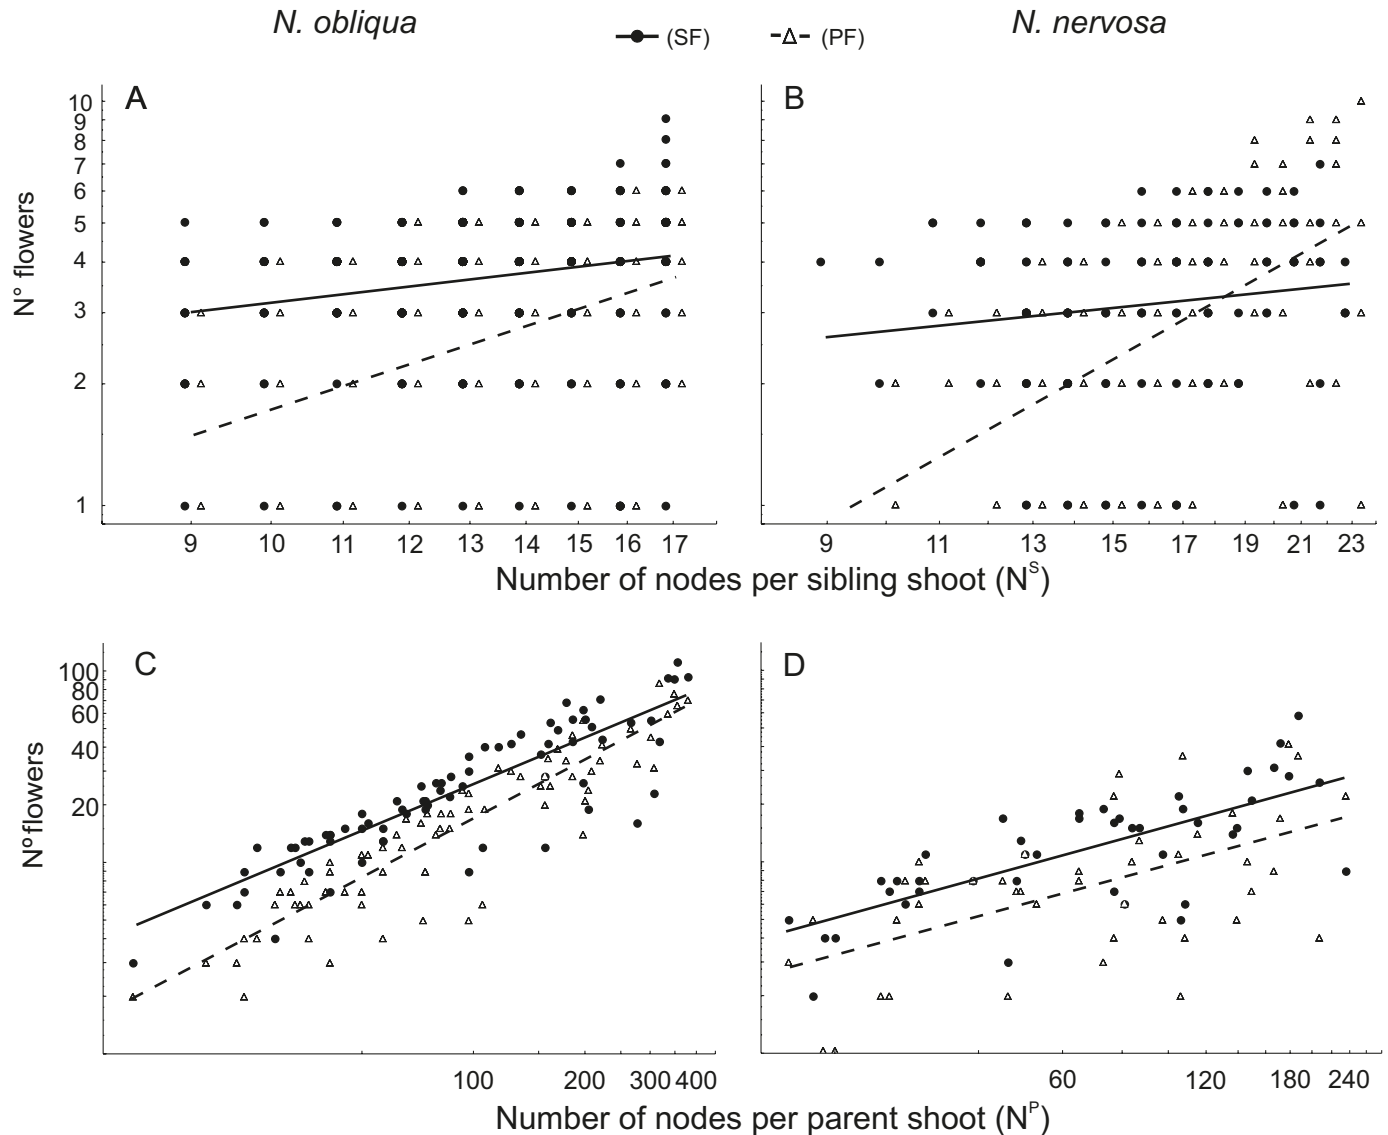 N. obliqua (SF) (PF) N. nervosa
A B
N° flowers
10
9
8
7
6
5
4
3
2
1
9 10 11 12 13 14 15 16 17
9 11 13 15 17 19 21 23
Number of nodes per sibling shoot (N^S)
C D
Nº flowers
100
80
60
40
20
100 200 300 400
60 120 180 240
Number of nodes per parent shoot (N^P)